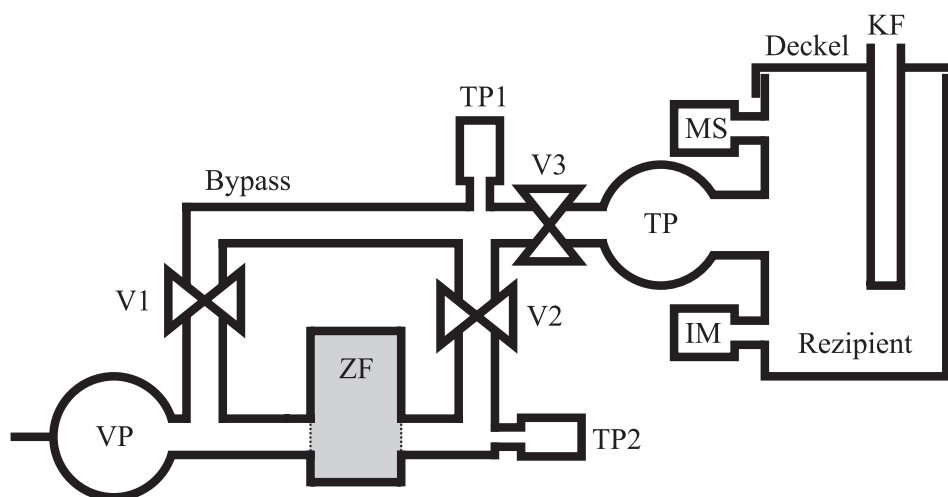 KF
Deckel
TP1
MS
V3
Bypass
TP
V1
V2
IM
Rezipient
ZF
VP
TP2